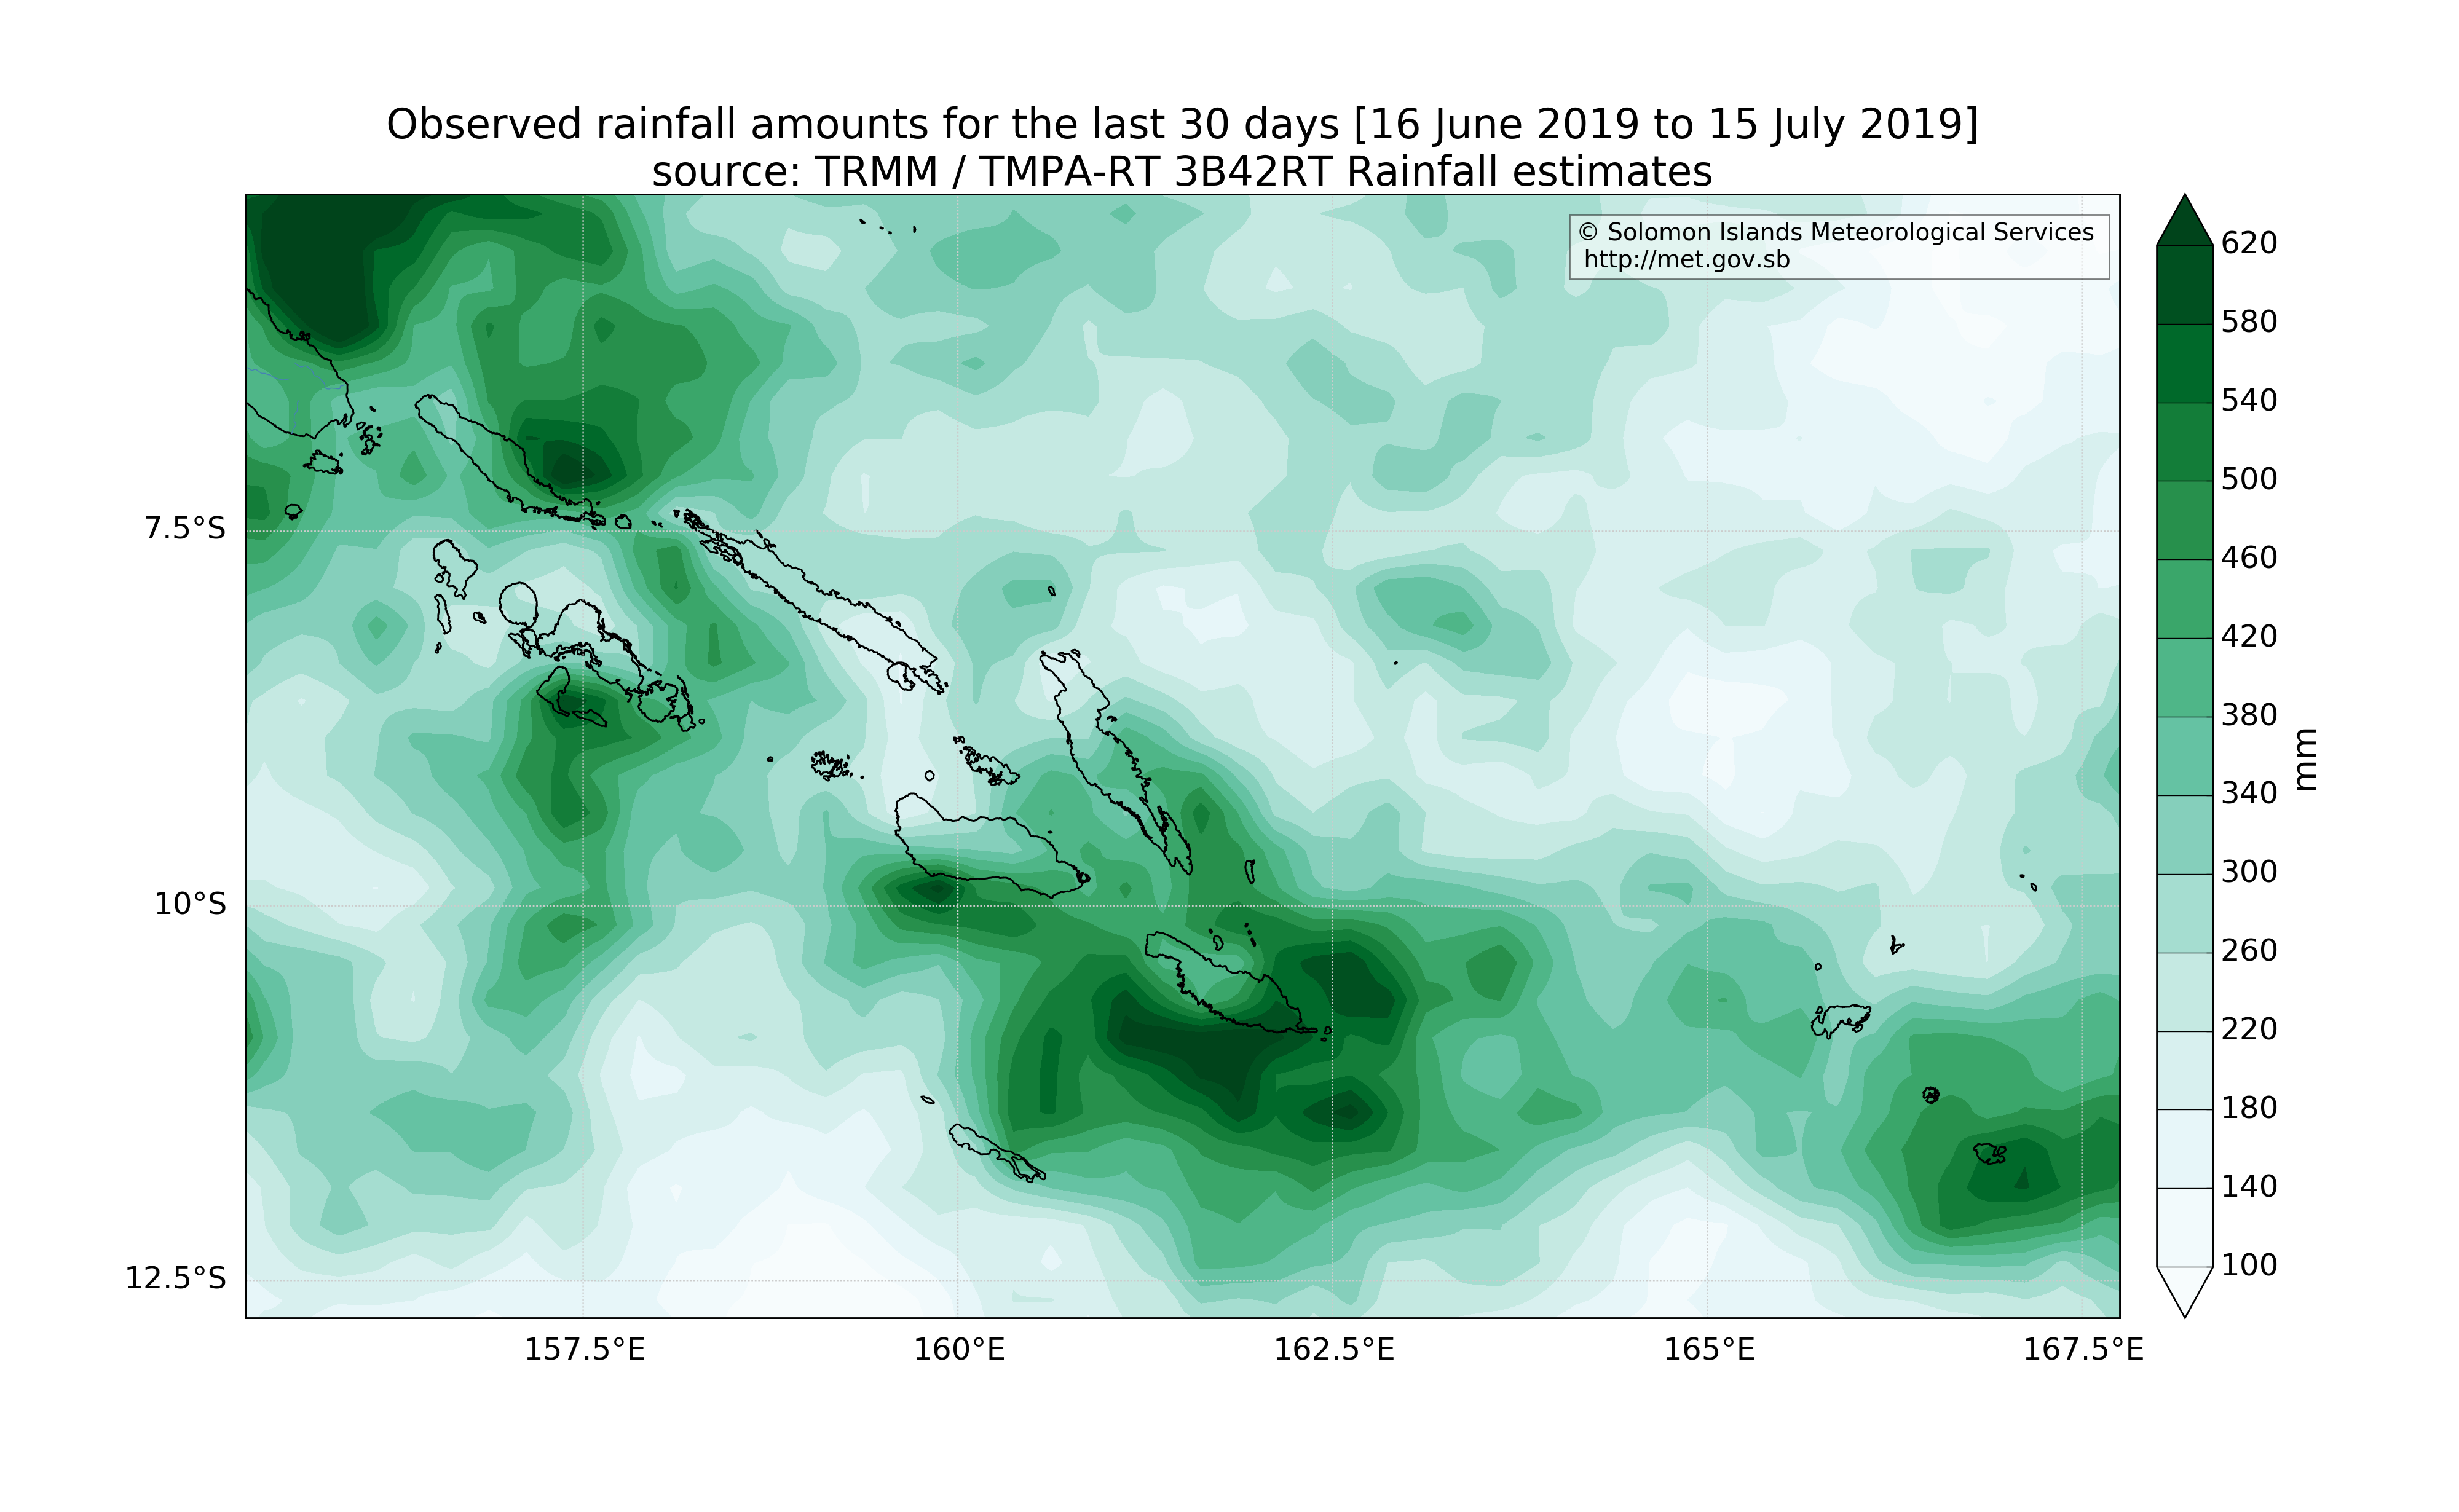 Observed rainfall amounts for the last 30 days [16 June 2019 to 15 July 2019]
source: TRMM / TMPA-RT 3B42RT Rainfall estimates
© Solomon Islands Meteorological Services
http://met.gov.sb
620
580
540
500
460
420
380
340
300
260
220
180
140
100
mm
7.5°S
10°S
12.5°S
157.5°E
160°E
162.5°E
165°E
167.5°E